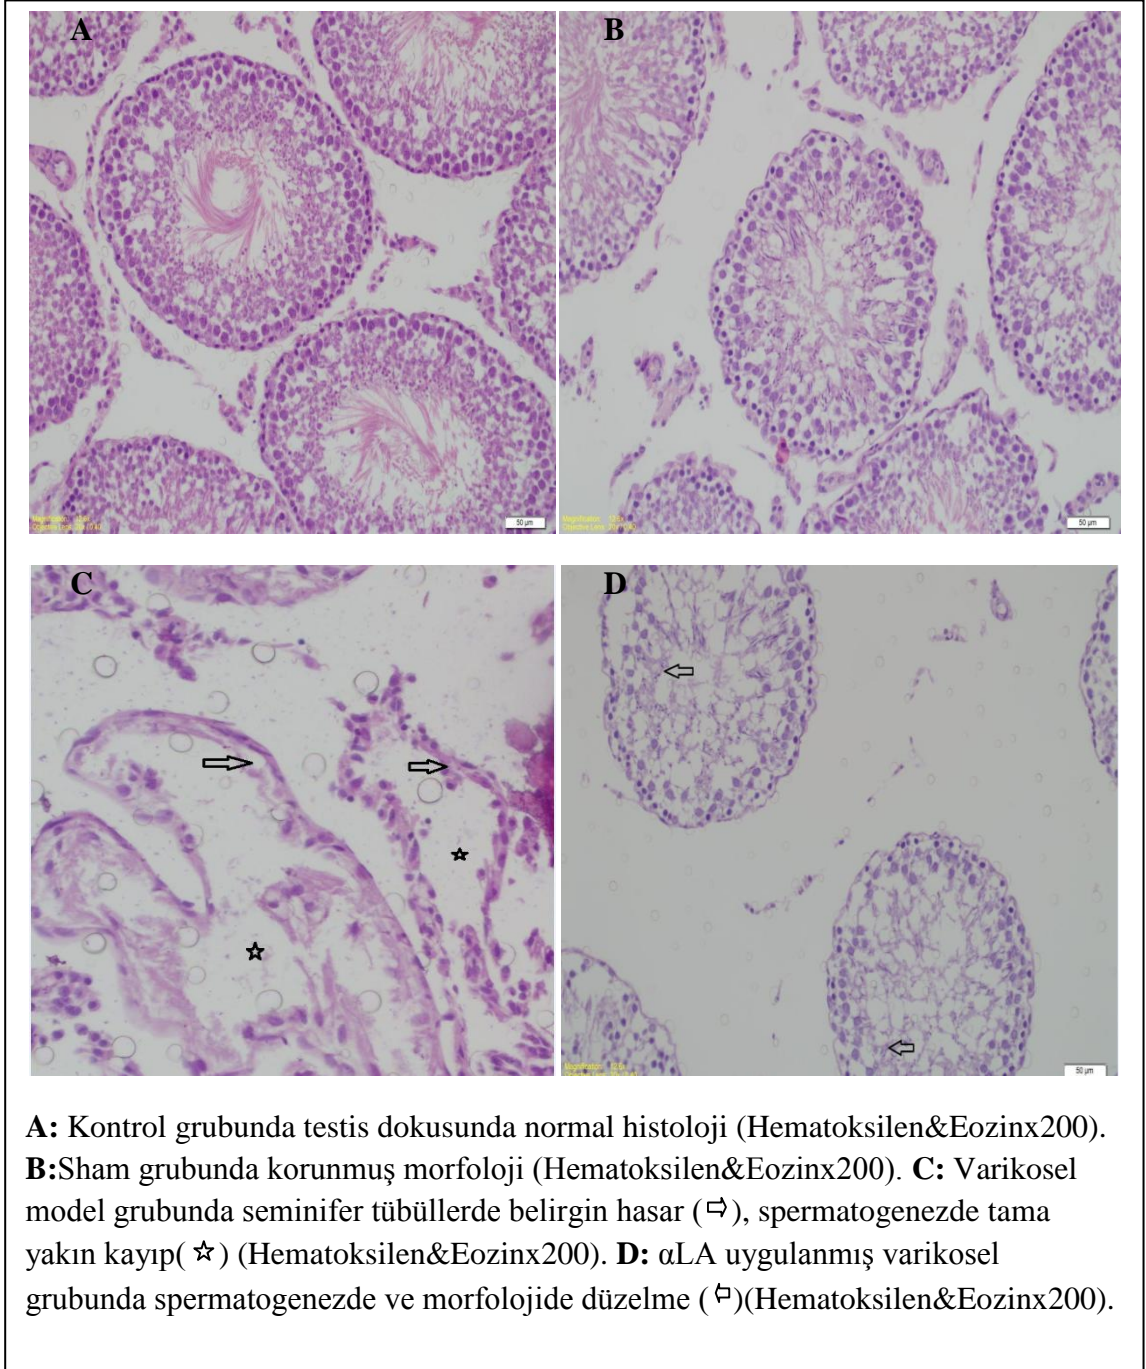 A
B
50 µm
50 µm
C
D
50 µm
A: Kontrol grubunda testis dokusunda normal histoloji (Hematoksilen&Eozinx200).
B:Sham grubunda korunmuş morfoloji (Hematoksilen&Eozinx200). C: Varikosel
model grubunda seminifer tübüllerde belirgin hasar (⇨), spermatogenezde tama
yakın kayıp( ☆ ) (Hematoksilen&Eozinx200). D: αLA uygulanmış varikosel
grubunda spermatogenezde ve morfolojide düzelme (⇦)(Hematoksilen&Eozinx200).